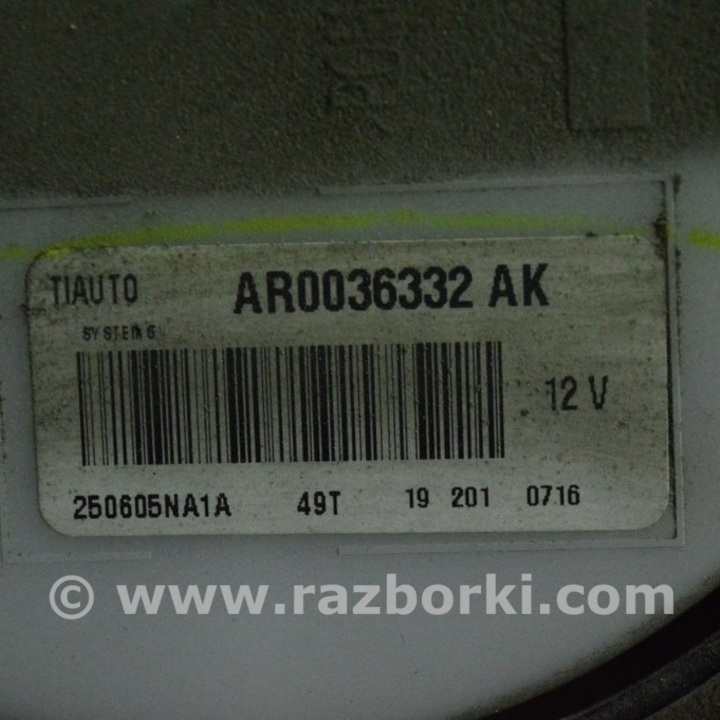 TIAUTO AR0036332 AK
SYSTEM 6
12 V
250605NA1A 49T 19 201 0716
© www.razborki.com